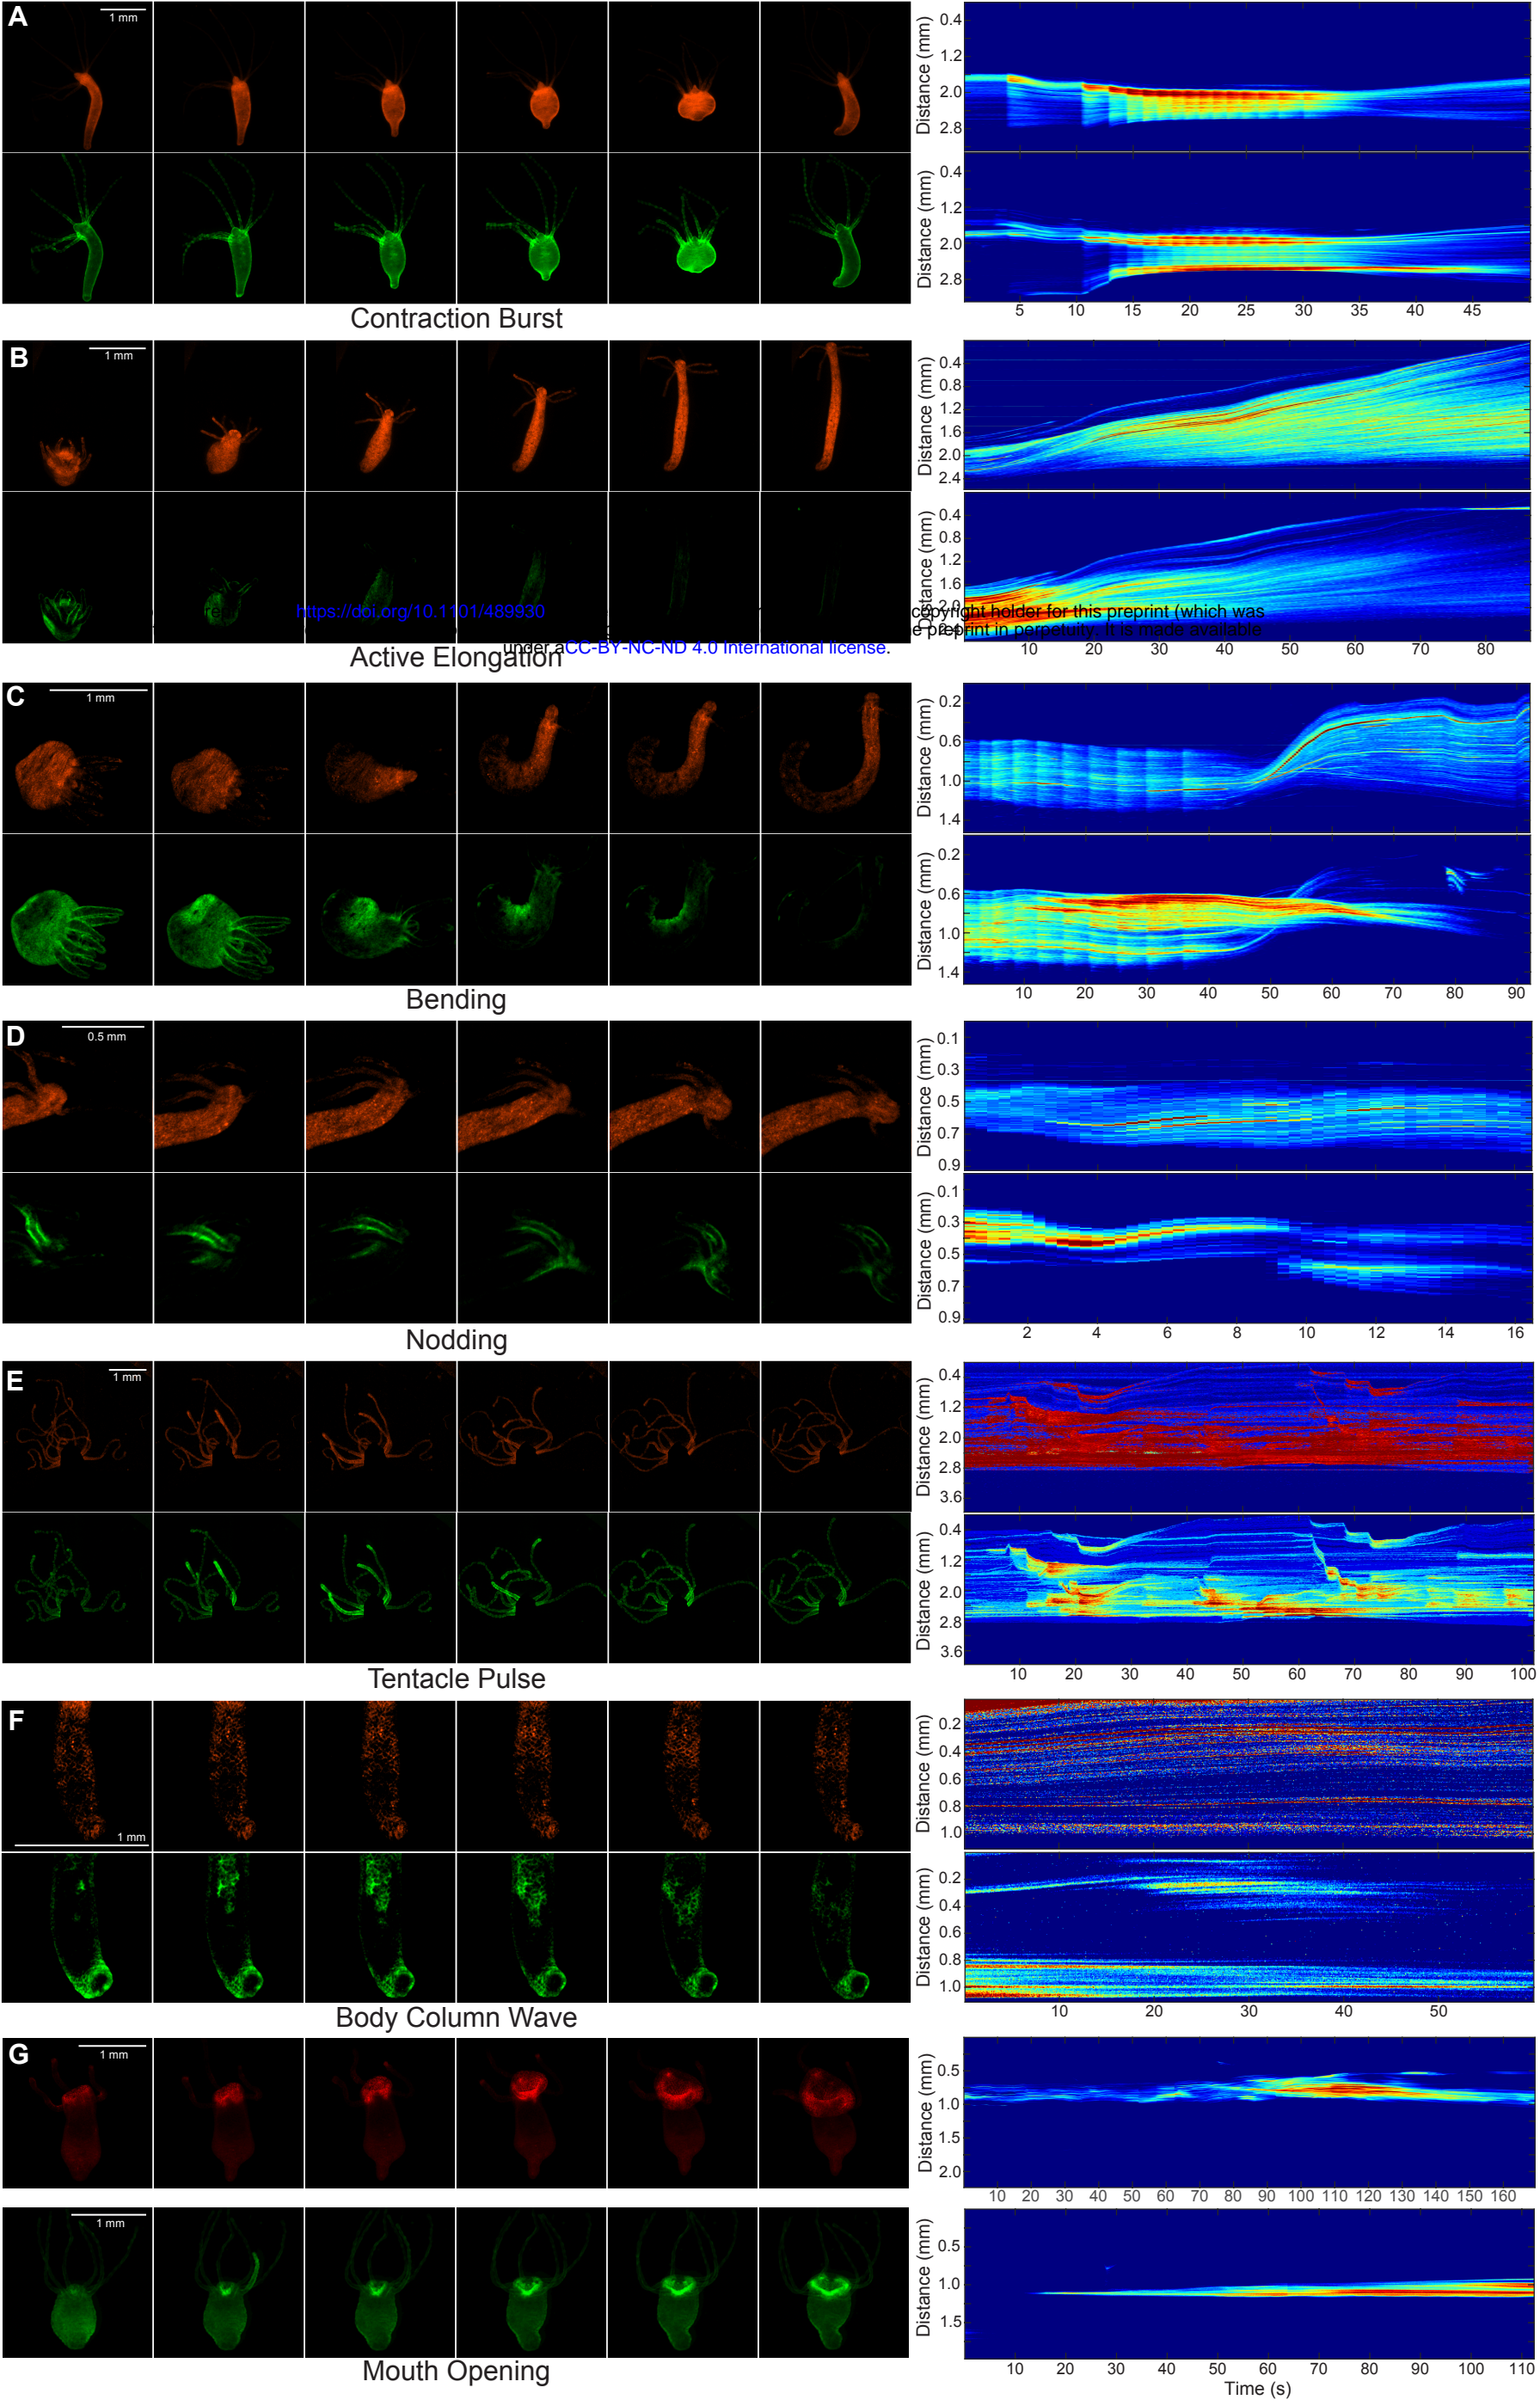 A
1 mm
Distance (mm)
0.4
1.2
2.0
2.8
5 10 15 20 25 30 35 40 45
Distance (mm)
0.4
1.2
2.0
2.8
5 10 15 20 25 30 35 40 45
Contraction Burst
B
1 mm
Distance (mm)
0.4
0.8
1.2
1.6
2.0
2.4
Distance (mm)
0.4
0.8
1.2
1.6
2.0
2.4
https://doi.org/10.1101/489930
copyright holder for this preprint (which was
preprint in perpetuity. It is made available
under aCC-BY-NC-ND 4.0 International license.
10 20 30 40 50 60 70 80
Active Elongation
C
1 mm
Distance (mm)
0.2
0.6
1.0
1.4
Distance (mm)
0.2
0.6
1.0
1.4
10 20 30 40 50 60 70 80 90
Bending
D
0.5 mm
Distance (mm)
0.1
0.3
0.5
0.7
0.9
Distance (mm)
0.1
0.3
0.5
0.7
0.9
2 4 6 8 10 12 14 16
Nodding
E
1 mm
Distance (mm)
0.4
1.2
2.0
2.8
3.6
Distance (mm)
0.4
1.2
2.0
2.8
3.6
10 20 30 40 50 60 70 80 90 100
Tentacle Pulse
F
1 mm
Distance (mm)
0.2
0.4
0.6
0.8
1.0
Distance (mm)
0.2
0.4
0.6
0.8
1.0
10 20 30 40 50
Body Column Wave
G
1 mm
Distance (mm)
0.5
1.0
1.5
2.0
10 20 30 40 50 60 70 80 90 100 110 120 130 140 150 160
1 mm
Distance (mm)
0.5
1.0
1.5
10 20 30 40 50 60 70 80 90 100 110
Mouth Opening
Time (s)